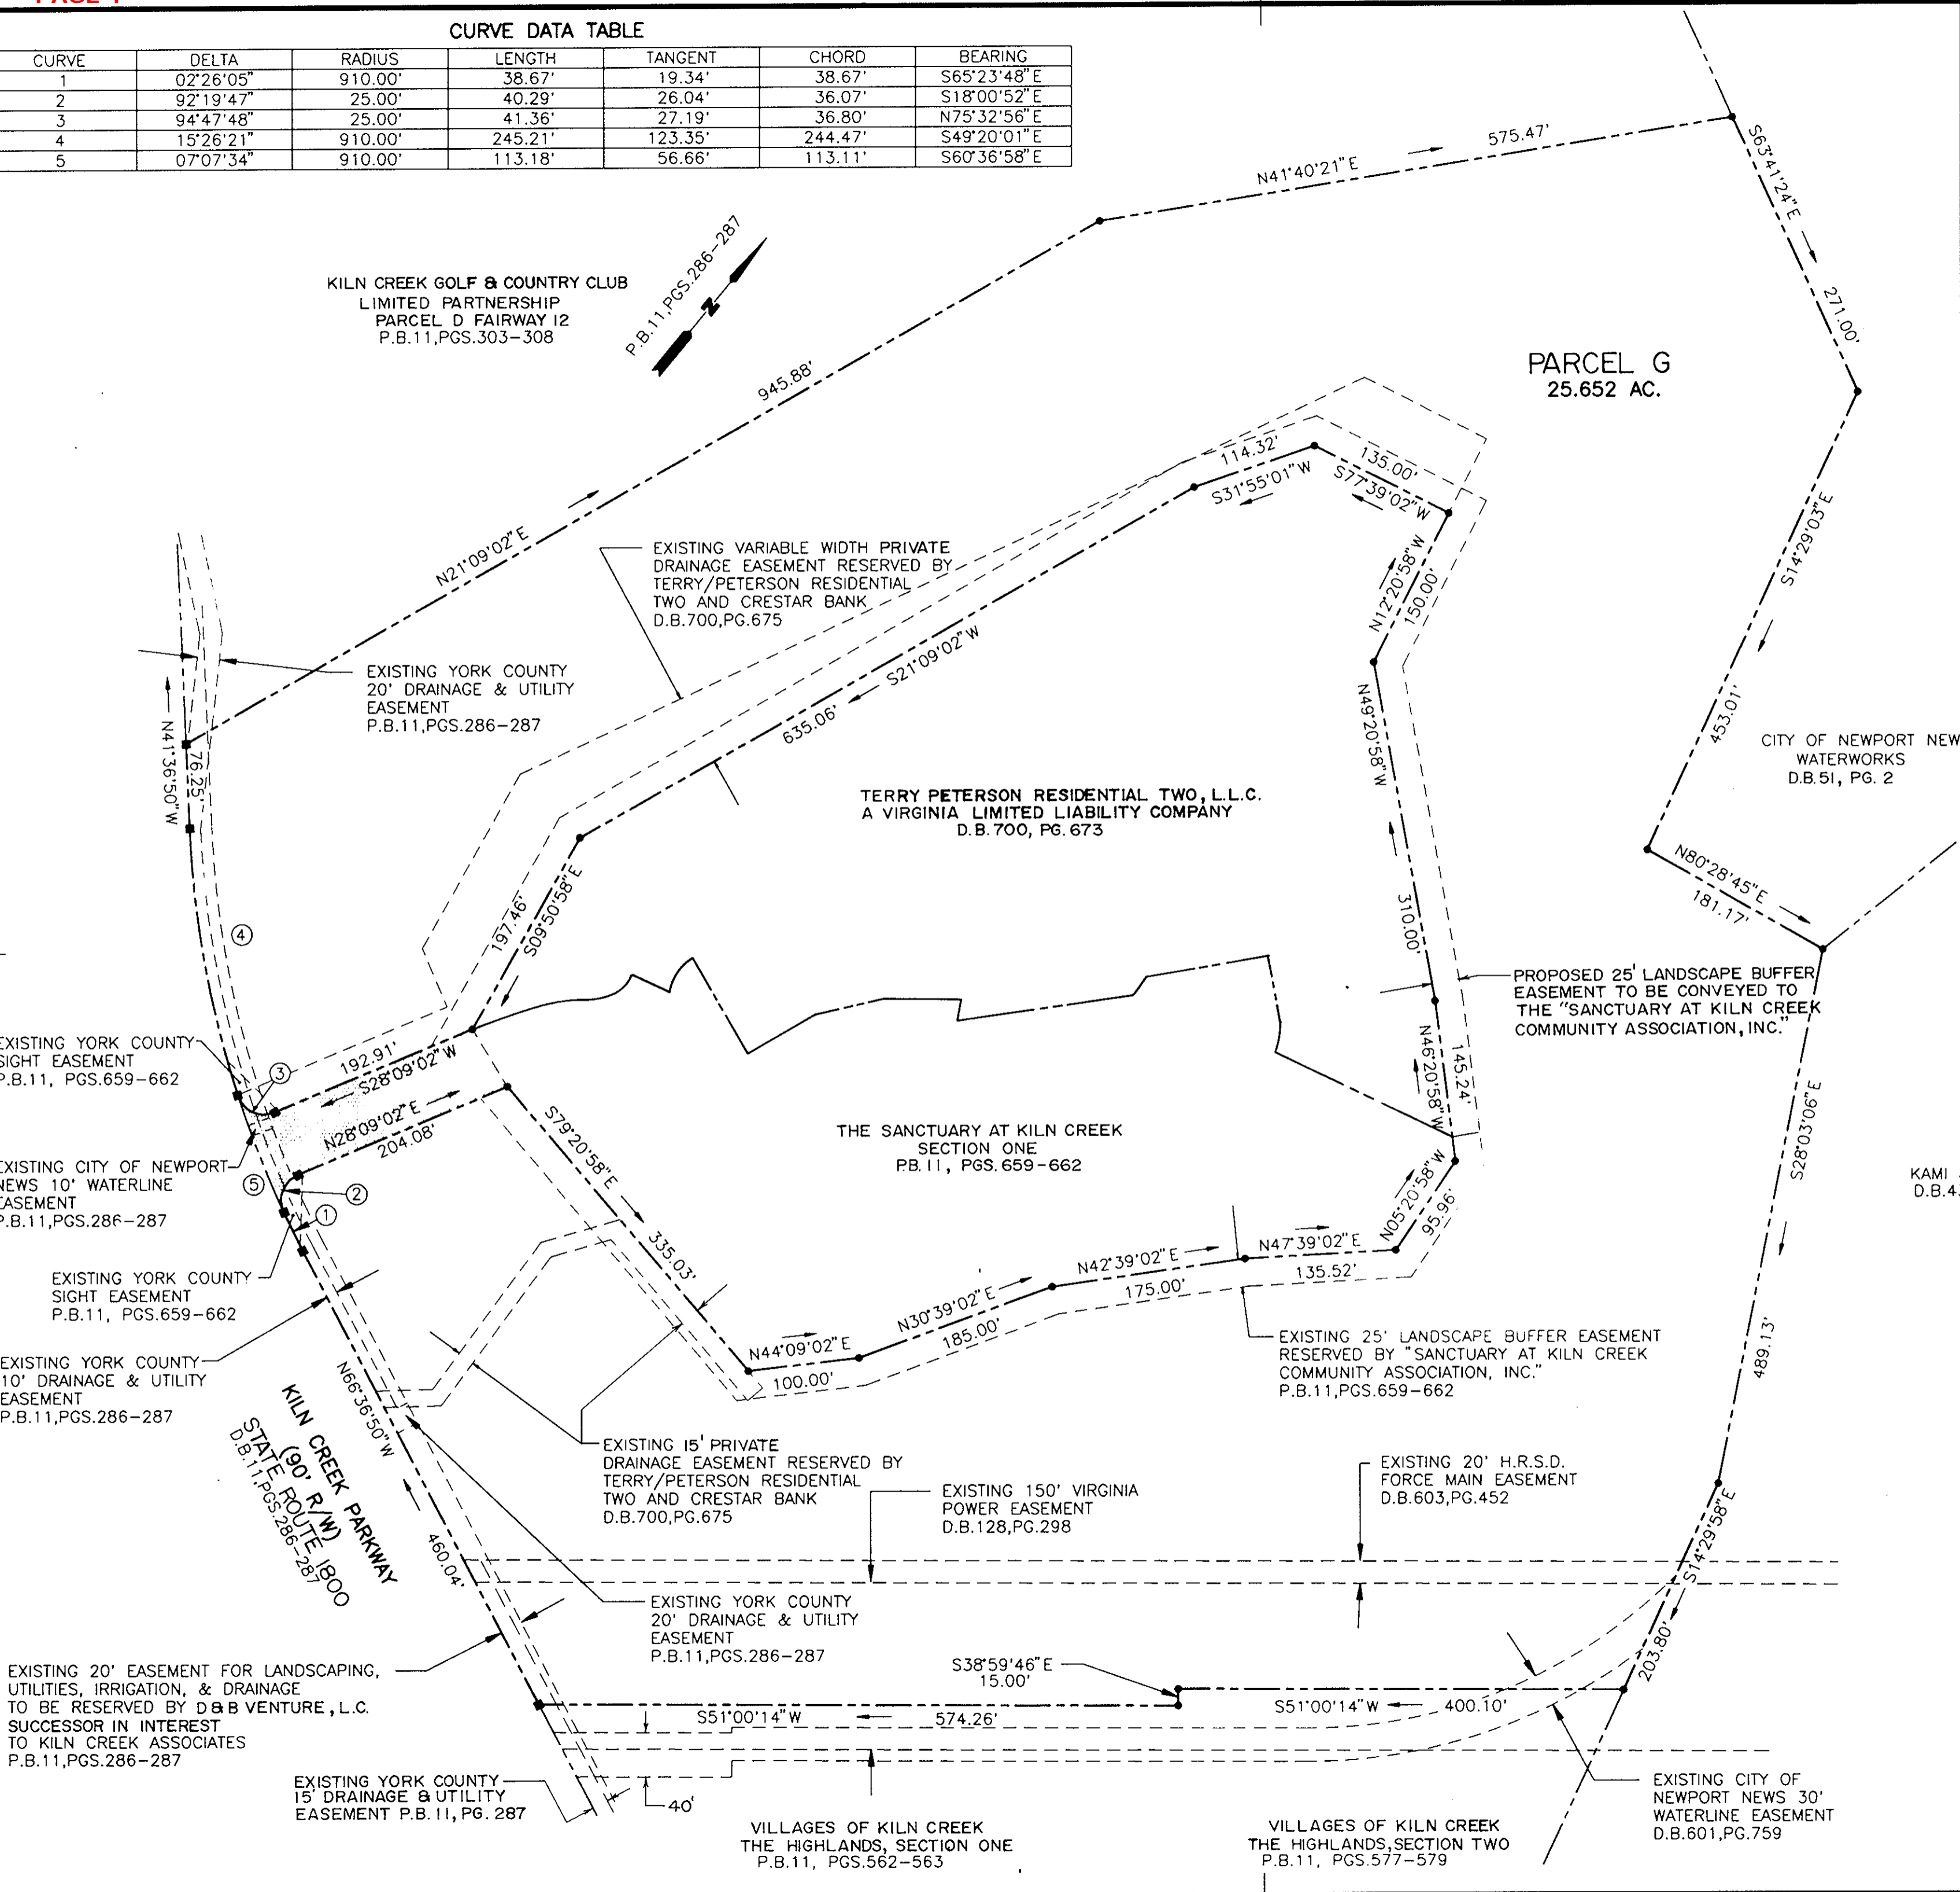 CURVE DATA TABLE
CURVE DELTA RADIUS LENGTH TANGENT CHORD BEARING
1 02°26'05" 910.00' 38.67' 19.34' 38.67' S65°23'48"E
2 92°19'47" 25.00' 40.29' 26.04' 36.07' S18°00'52"E
3 94°47'48" 25.00' 41.36' 27.19' 36.80' N75°32'56"E
4 15°26'21" 910.00' 245.21' 123.35' 244.47' S49°20'01"E
5 07°07'34" 910.00' 113.18' 56.66' 113.11' S60°36'58"E
575.47'
N41°40'21"E
S63°41'24"E
271.00'
KILN CREEK GOLF & COUNTRY CLUB
LIMITED PARTNERSHIP
PARCEL D FAIRWAY 12
P.B.11,PGS.303-308
P.B.11,PGS.286-287
N
945.88'
N21°09'02"E
PARCEL G
25.652 AC.
114.32'
S31°55'01"W
135.00'
S77°39'02"W
N12°20'58"W
150.00'
S14°29'03"E
453.01'
EXISTING VARIABLE WIDTH PRIVATE
DRAINAGE EASEMENT RESERVED BY
TERRY/PETERSON RESIDENTIAL
TWO AND CRESTAR BANK
D.B.700,PG.675
S21°09'02"W
635.06'
EXISTING YORK COUNTY
20' DRAINAGE & UTILITY
EASEMENT
P.B.11,PGS.286-287
N41°36'50"W
76.25'
N49°20'58"W
310.00'
CITY OF NEWPORT NEW
WATERWORKS
D.B.51, PG. 2
TERRY PETERSON RESIDENTIAL TWO, L.L.C.
A VIRGINIA LIMITED LIABILITY COMPANY
D.B.700, PG.673
N80°28'45"E
181.17'
197.46'
S09°50'58"E
4
PROPOSED 25' LANDSCAPE BUFFER
EASEMENT TO BE CONVEYED TO
THE "SANCTUARY AT KILN CREEK
COMMUNITY ASSOCIATION, INC."
EXISTING YORK COUNTY
SIGHT EASEMENT
P.B.11, PGS.659-662
3
192.91'
S28°09'02"W
N28°09'02"E
204.08'
N46°20'58"W
145.24'
S28°03'06"E
489.13'
THE SANCTUARY AT KILN CREEK
SECTION ONE
P.B.11, PGS.659-662
S79°20'58"E
335.03'
EXISTING CITY OF NEWPORT
NEWS 10' WATERLINE
EASEMENT
P.B.11,PGS.286-287
5
2
1
N05°20'58"W
95.96'
KAMI
N47°39'02"E
135.52'
N42°39'02"E
175.00'
N30°39'02"E
185.00'
N44°09'02"E
100.00'
EXISTING YORK COUNTY
SIGHT EASEMENT
P.B.11, PGS.659-662
EXISTING 25' LANDSCAPE BUFFER EASEMENT
RESERVED BY "SANCTUARY AT KILN CREEK
COMMUNITY ASSOCIATION, INC."
P.B.11,PGS.659-662
EXISTING YORK COUNTY
10' DRAINAGE & UTILITY
EASEMENT
P.B.11,PGS.286-287
N66°36'50"W
460.04'
KILN CREEK PARKWAY
(90' R/W)
STATE ROUTE 1800
D.B.11,PGS.286-287
EXISTING 15' PRIVATE
DRAINAGE EASEMENT RESERVED BY
TERRY/PETERSON RESIDENTIAL
TWO AND CRESTAR BANK
D.B.700,PG.675
EXISTING 150' VIRGINIA
POWER EASEMENT
D.B.128,PG.298
EXISTING 20' H.R.S.D.
FORCE MAIN EASEMENT
D.B.603,PG.452
S14°29'58"E
203.80'
EXISTING YORK COUNTY
20' DRAINAGE & UTILITY
EASEMENT
P.B.11,PGS.286-287
S38°59'46"E
15.00'
S51°00'14"W 400.10'
S51°00'14"W 574.26'
EXISTING 20' EASEMENT FOR LANDSCAPING,
UTILITIES, IRRIGATION, & DRAINAGE
TO BE RESERVED BY D&B VENTURE, L.C.
SUCCESSOR IN INTEREST
TO KILN CREEK ASSOCIATES
P.B.11,PGS.286-287
EXISTING YORK COUNTY
15' DRAINAGE & UTILITY
EASEMENT P.B.11, PG.287
40'
VILLAGES OF KILN CREEK
THE HIGHLANDS, SECTION ONE
P.B.11, PGS.562-563
VILLAGES OF KILN CREEK
THE HIGHLANDS, SECTION TWO
P.B.11, PGS.577-579
EXISTING CITY OF
NEWPORT NEWS 30'
WATERLINE EASEMENT
D.B.601,PG.759